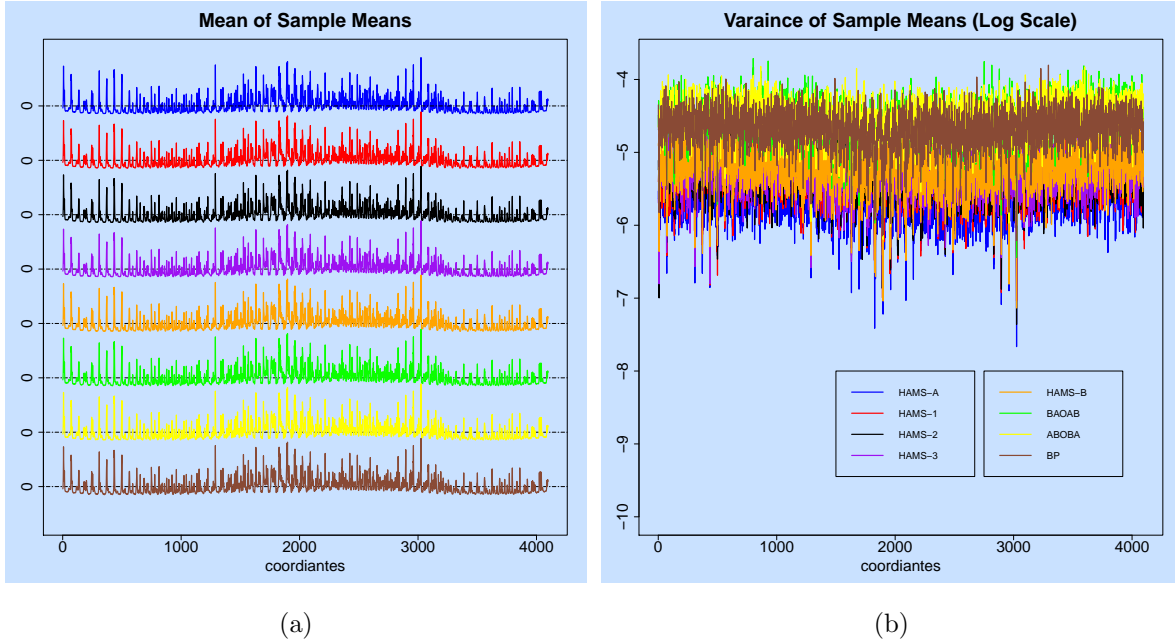 Mean of Sample Means
0
0
0
0
0
0
0
0
0 1000 2000 3000 4000
coordiantes
(a)
Varaince of Sample Means (Log Scale)
−4
−5
−6
−7
−8
−9
−10
HAMS−A
HAMS−1
HAMS−2
HAMS−3
HAMS−B
BAOAB
ABOBA
BP
0 1000 2000 3000 4000
coordiantes
(b)